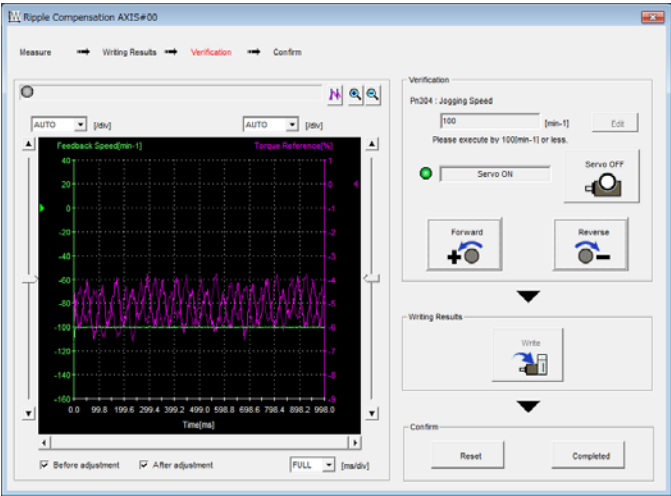 Ripple Compensation AXIS#00
Measure Writing Results Verification Confirm
AUTO [/div] AUTO [/div]
Feedback Speed[min-1] Torque Reference[%]
40 1
20 0
0 -1
-20 -2
-40 -3
-60 -4
-80 -5
-100 -6
-120 -7
-140 -8
-160 -9
0.0 99.8 199.6 299.4 399.2 499.0 598.8 698.6 798.4 898.2 998.0
Time[ms]
Before adjustment After adjustment FULL [ms/div]
Verification
Pn304 : Jogging Speed
100 [min-1] Edit
Please execute by 100[min-1] or less.
Servo ON Servo OFF
Forward Reverse
Writing Results
Write
Confirm
Reset Completed